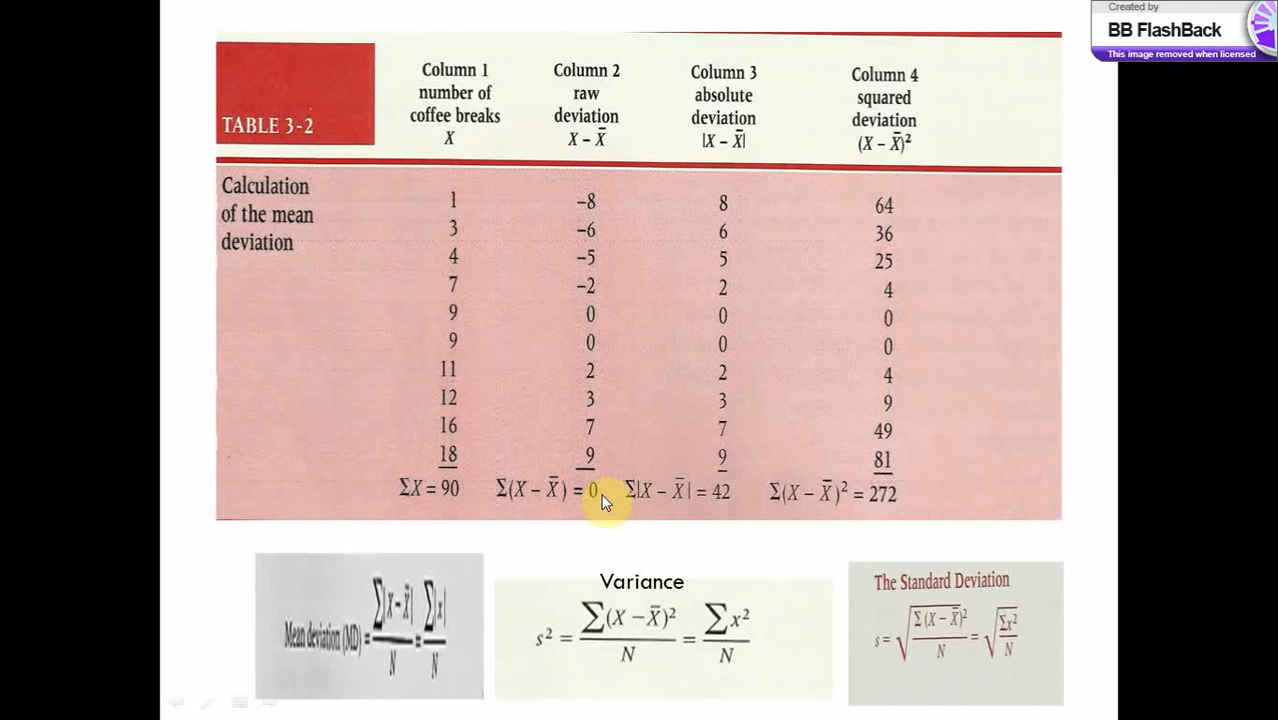 Created by
BB FlashBack
This image removed when licensed
TABLE 3-2
Column 1 number of coffee breaks X
Column 2 raw deviation X – X̄
Column 3 absolute deviation |X – X̄|
Column 4 squared deviation (X – X̄)²
Calculation of the mean deviation
1 –8 8 64
3 –6 6 36
4 –5 5 25
7 –2 2 4
9 0 0 0
9 0 0 0
11 2 2 4
12 3 3 9
16 7 7 49
18 9 9 81
ΣX = 90 Σ(X – X̄) = 0 Σ|X – X̄| = 42 Σ(X – X̄)² = 272
Mean deviation (MD) = Σ|X – X̄| / N = Σ|x| / N
Variance
s² = Σ(X – X̄)² / N = Σx² / N
The Standard Deviation
s = √(Σ(X – X̄)² / N) = √(Σx² / N)